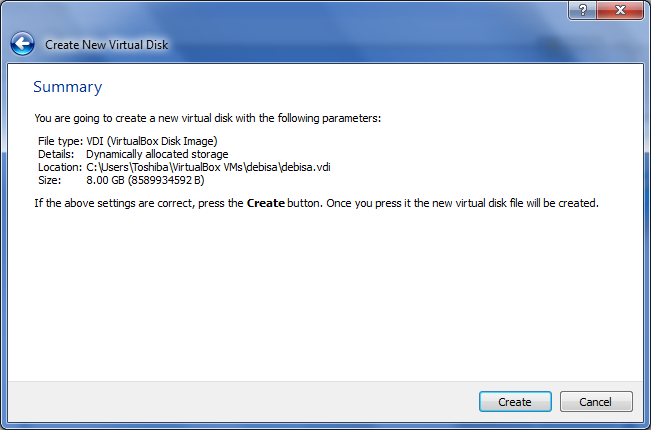 Create New Virtual Disk
Summary
You are going to create a new virtual disk with the following parameters:
File type: VDI (VirtualBox Disk Image)
Details: Dynamically allocated storage
Location: C:\Users\Toshiba\VirtualBox VMs\debisa\debisa.vdi
Size: 8.00 GB (8589934592 B)
If the above settings are correct, press the Create button. Once you press it the new virtual disk file will be created.
Create Cancel